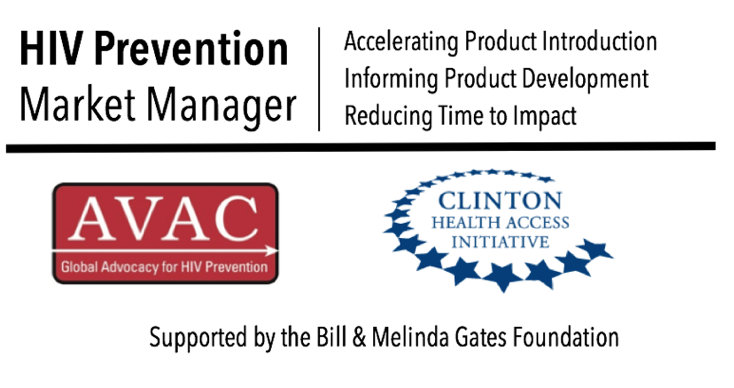 HIV Prevention
Market Manager
Accelerating Product Introduction
Informing Product Development
Reducing Time to Impact
AVAC
Global Advocacy for HIV Prevention
CLINTON
HEALTH ACCESS
INITIATIVE
Supported by the Bill & Melinda Gates Foundation